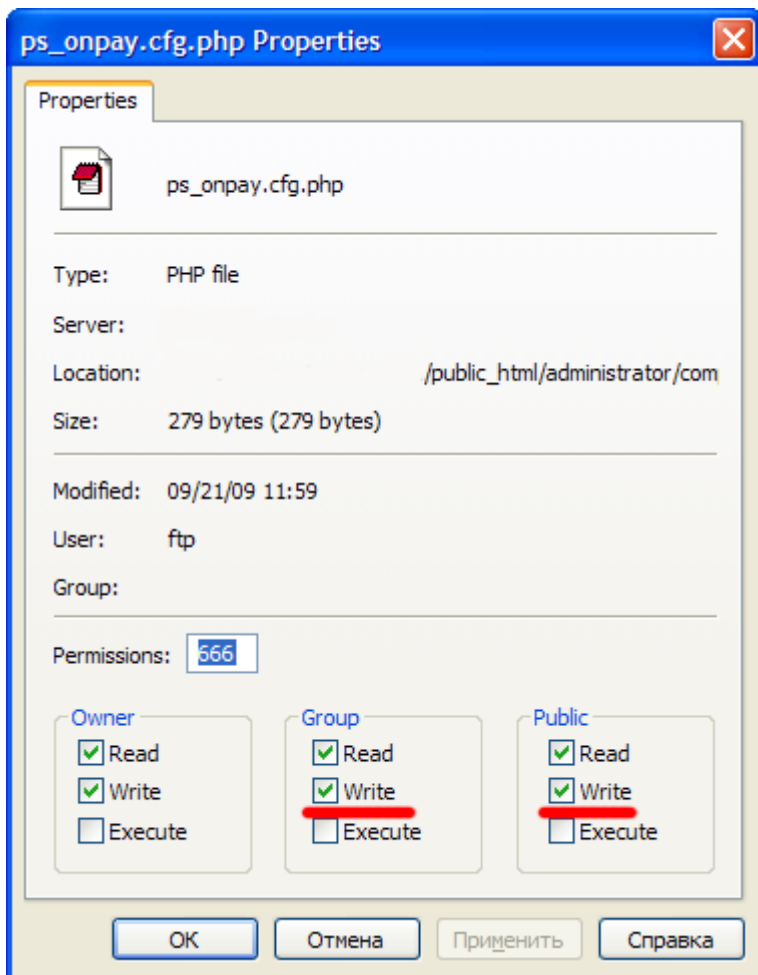 ps_onpay.cfg.php Properties
Properties
ps_onpay.cfg.php
Type: PHP file
Server:
Location: /public_html/administrator/com
Size: 279 bytes (279 bytes)
Modified: 09/21/09 11:59
User: ftp
Group:
Permissions: 666
Owner Group Public
Read Read Read
Write Write Write
Execute Execute Execute
OK Отмена Применить Справка